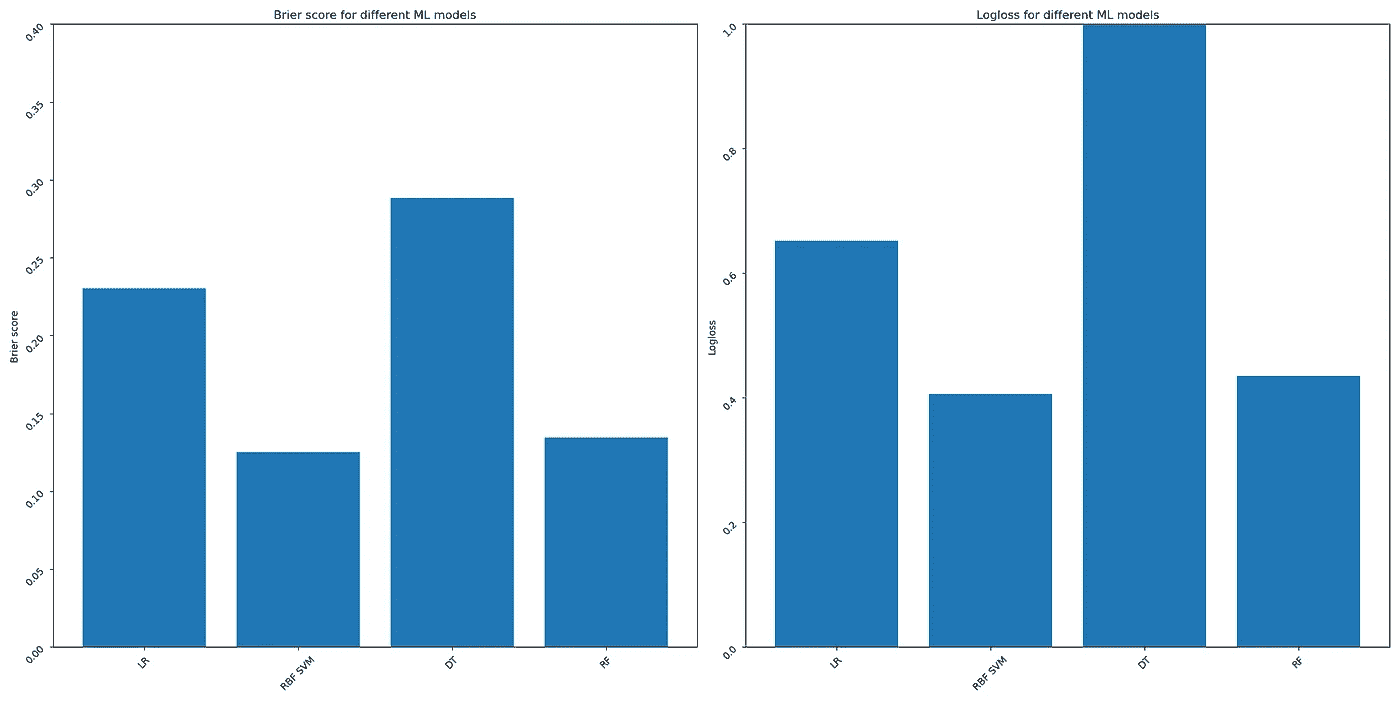 Brier score for different ML models
0.40
0.35
0.30
0.25
0.20
0.15
0.10
0.05
0.00
Brier score
LR
RBF SVM
DT
RF
Logloss for different ML models
1.0
0.8
0.6
0.4
0.2
0.0
Logloss
LR
RBF SVM
DT
RF